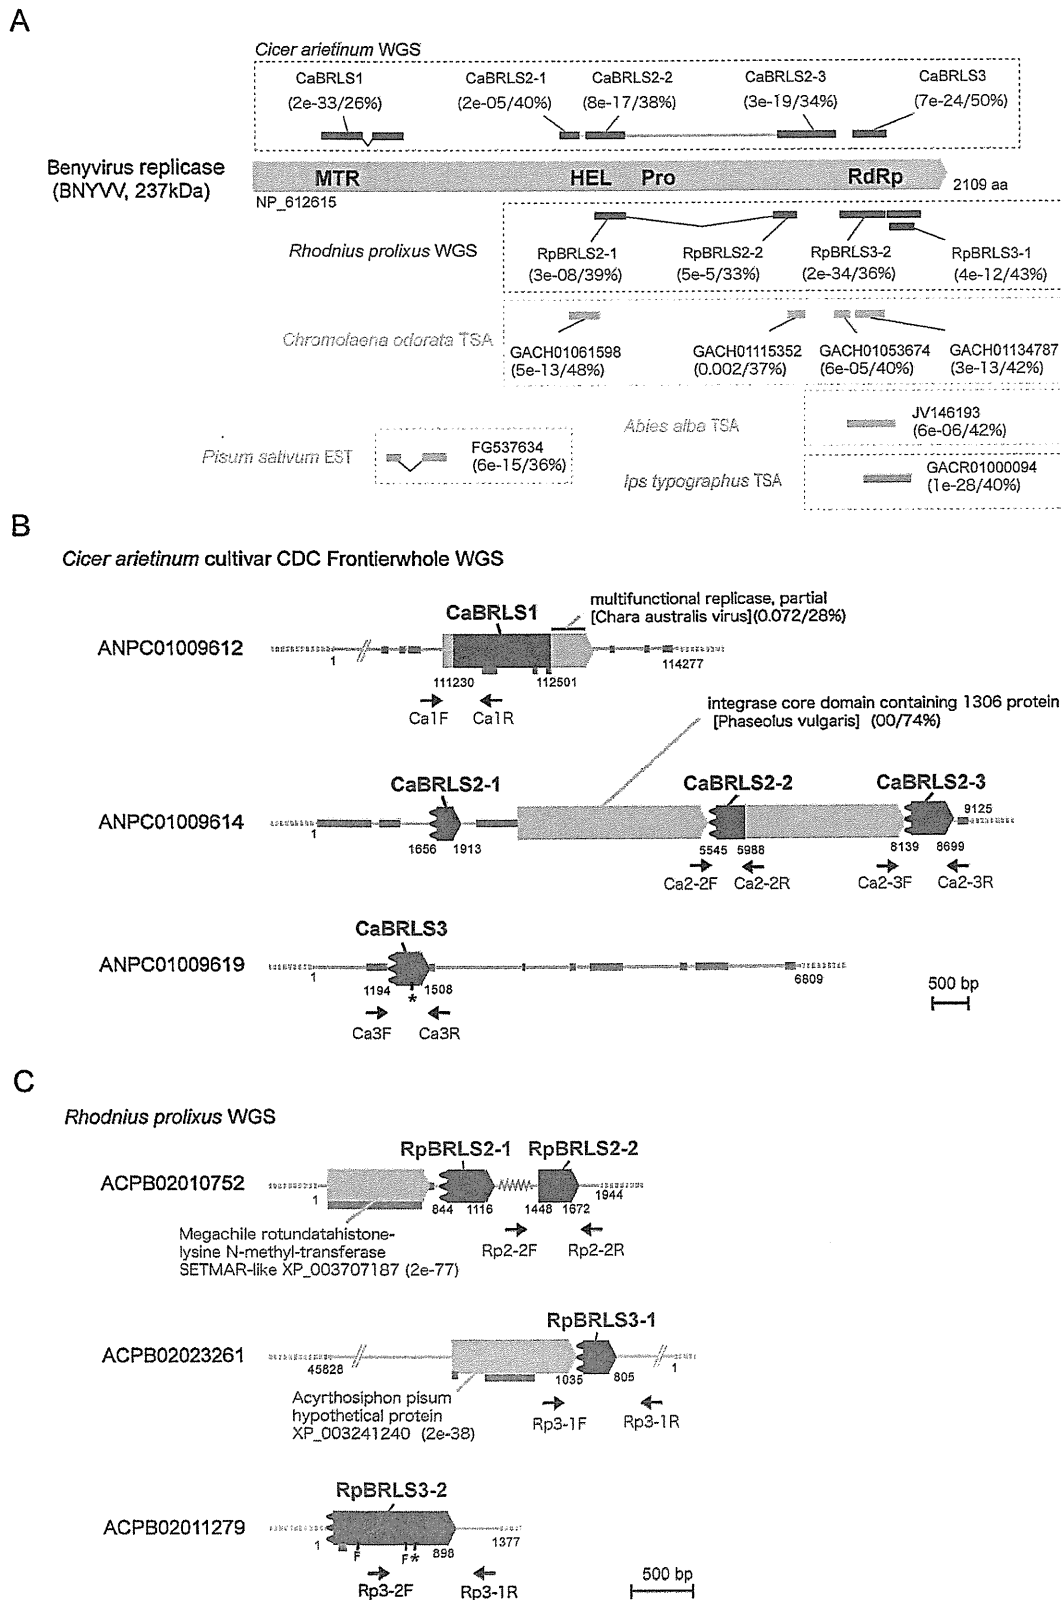 A
Cicer arietinum WGS
CaBRLS1
(2e-33/26%)
CaBRLS2-1
(2e-05/40%)
CaBRLS2-2
(8e-17/38%)
CaBRLS2-3
(3e-19/34%)
CaBRLS3
(7e-24/50%)
Benyvirus replicase
(BNYVV, 237kDa)
MTR
HEL
Pro
RdRp
2109 aa
NP_612615
Rhodnius prolixus WGS
RpBRLS2-1
(3e-08/39%)
RpBRLS2-2
(5e-5/33%)
RpBRLS3-2
(2e-34/36%)
RpBRLS3-1
(4e-12/43%)
Chromolaena odorata TSA
GACH01061598
(5e-13/48%)
GACH01115352
(0.002/37%)
GACH01053674
(6e-05/40%)
GACH01134787
(3e-13/42%)
Abies alba TSA
JV146193
(6e-06/42%)
Pisum sativum EST
FG537634
(6e-15/36%)
Ips typographus TSA
GACR01000094
(1e-28/40%)
B
Cicer arietinum cultivar CDC Frontierwhole WGS
ANPC01009612
CaBRLS1
multifunctional replicase, partial
[Chara australis virus](0.072/28%)
1
111230
112501
114277
Ca1F
Ca1R
integrase core domain containing 1306 protein
[Phaseolus vulgaris] (00/74%)
ANPC01009614
CaBRLS2-1
CaBRLS2-2
CaBRLS2-3
1
1656
1913
5545
5988
8139
8699
9125
Ca2-2F
Ca2-2R
Ca2-3F
Ca2-3R
ANPC01009619
CaBRLS3
1
1194
*
1508
6809
Ca3F
Ca3R
500 bp
C
Rhodnius prolixus WGS
ACPB02010752
RpBRLS2-1
RpBRLS2-2
1
844
1116
1448
1672
1944
Rp2-2F
Rp2-2R
Megachile rotundatahistone-
lysine N-methyl-transferase
SETMAR-like XP_003707187 (2e-77)
ACPB02023261
RpBRLS3-1
45828
1035
805
1
Rp3-1F
Rp3-1R
Acyrthosiphon pisum
hypothetical protein
XP_003241240 (2e-38)
ACPB02011279
RpBRLS3-2
1
F
F
*
898
1377
Rp3-2F
Rp3-1R
500 bp